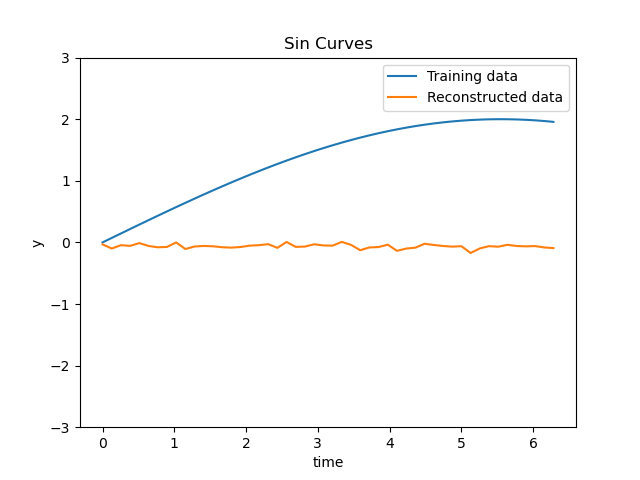 Sin Curves
Training data
Reconstructed data
3
2
1
0
−1
−2
−3
y
0 1 2 3 4 5 6
time